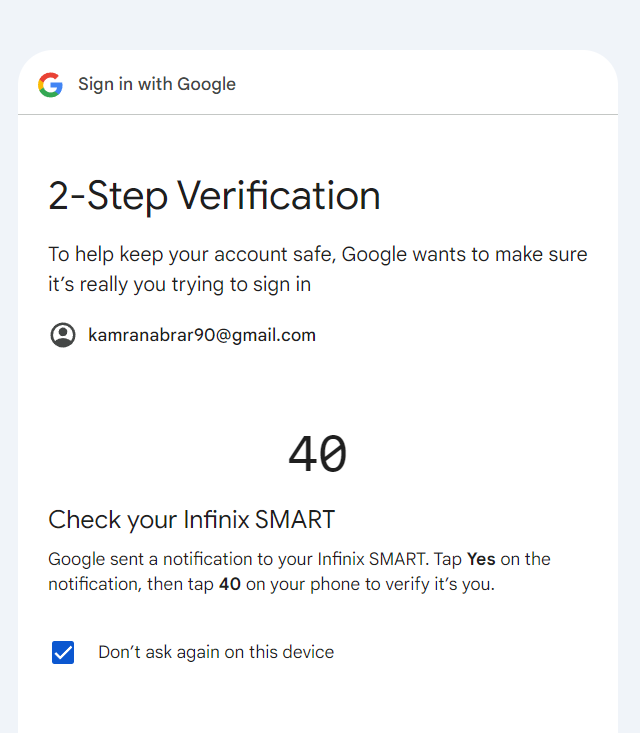 Sign in with Google
2-Step Verification
To help keep your account safe, Google wants to make sure
it’s really you trying to sign in
kamranabrar90@gmail.com
40
Check your Infinix SMART
Google sent a notification to your Infinix SMART. Tap Yes on the
notification, then tap 40 on your phone to verify it’s you.
Don’t ask again on this device